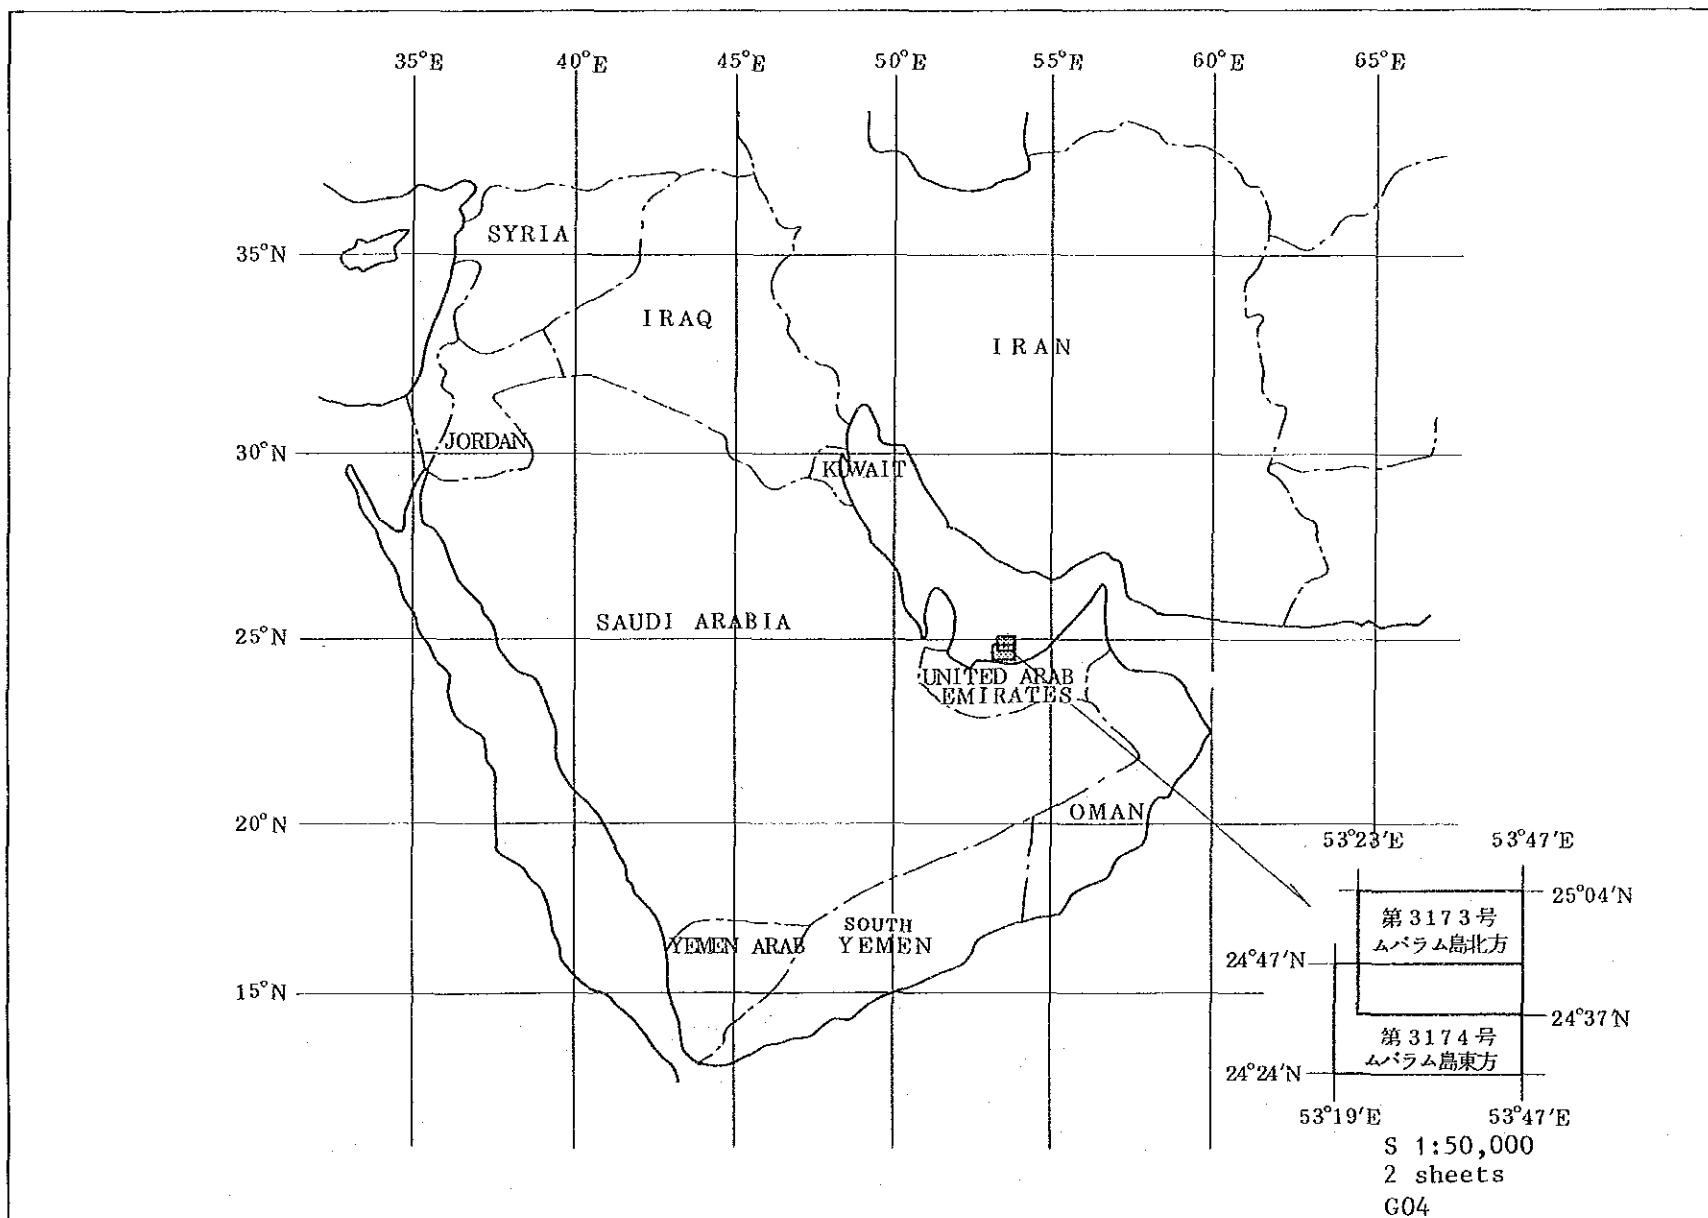 35°E 40°E 45°E 50°E 55°E 60°E 65°E
SYRIA
35°N
IRAQ
IRAN
JORDAN
30°N
KUWAIT
SAUDI ARABIA
25°N
UNITED ARAB
EMIRATES
OMAN
20°N
53°23′E 53°47′E
25°04′N
第3173号
ムバラム島北方
SOUTH
YEMEN ARAB YEMEN
24°47′N
15°N
24°37′N
第3174号
ムバラム島東方
24°24′N
53°19′E 53°47′E
S 1:50,000
2 sheets
G04